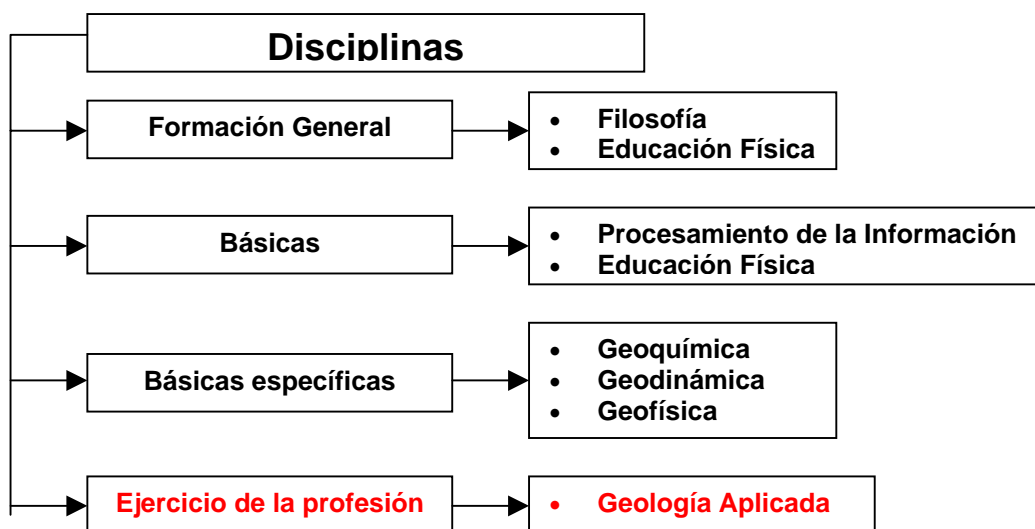 Disciplinas
Formación General
• Filosofía
• Educación Física
Básicas
• Procesamiento de la Información
• Educación Física
Básicas específicas
• Geoquímica
• Geodinámica
• Geofísica
Ejercicio de la profesión
• Geología Aplicada